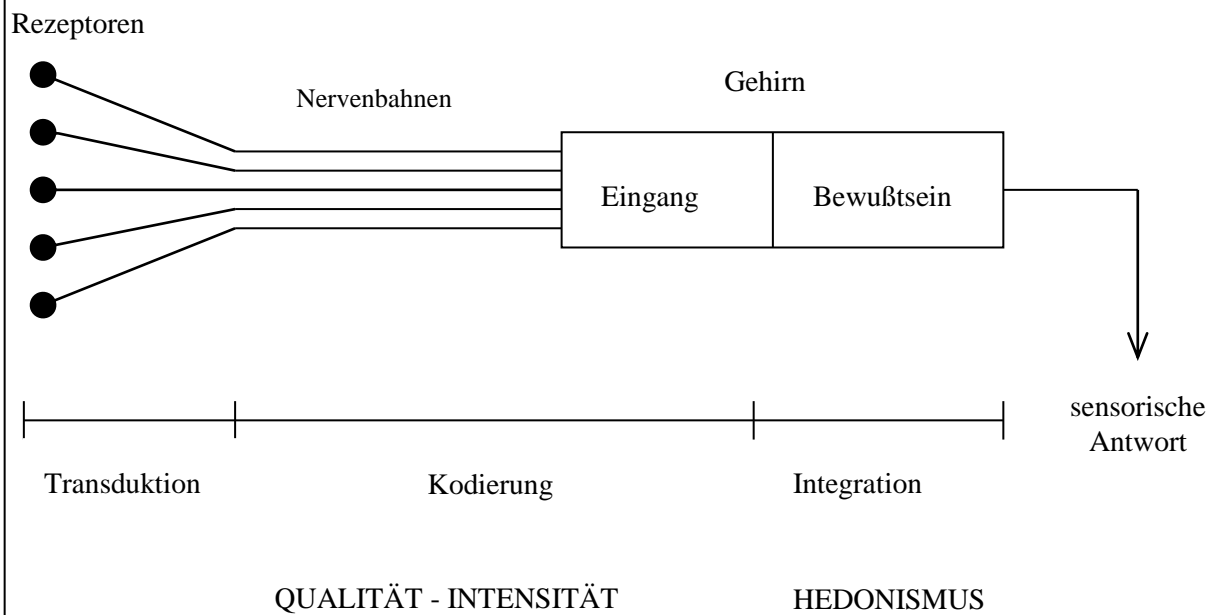 Rezeptoren
Nervenbahnen
Gehirn
Eingang
Bewußtsein
sensorische
Antwort
Transduktion
Kodierung
Integration
QUALITÄT - INTENSITÄT
HEDONISMUS